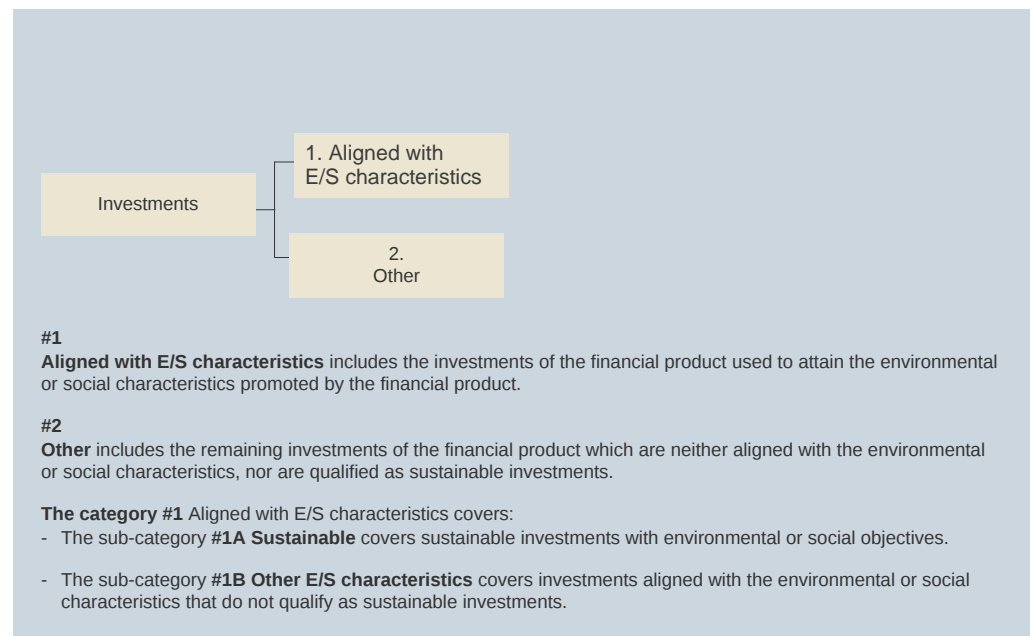 1. Aligned with
E/S characteristics
Investments
2.
Other
#1
Aligned with E/S characteristics includes the investments of the financial product used to attain the environmental
or social characteristics promoted by the financial product.
#2
Other includes the remaining investments of the financial product which are neither aligned with the environmental
or social characteristics, nor are qualified as sustainable investments.
The category #1 Aligned with E/S characteristics covers:
- The sub-category #1A Sustainable covers sustainable investments with environmental or social objectives.
- The sub-category #1B Other E/S characteristics covers investments aligned with the environmental or social
characteristics that do not qualify as sustainable investments.